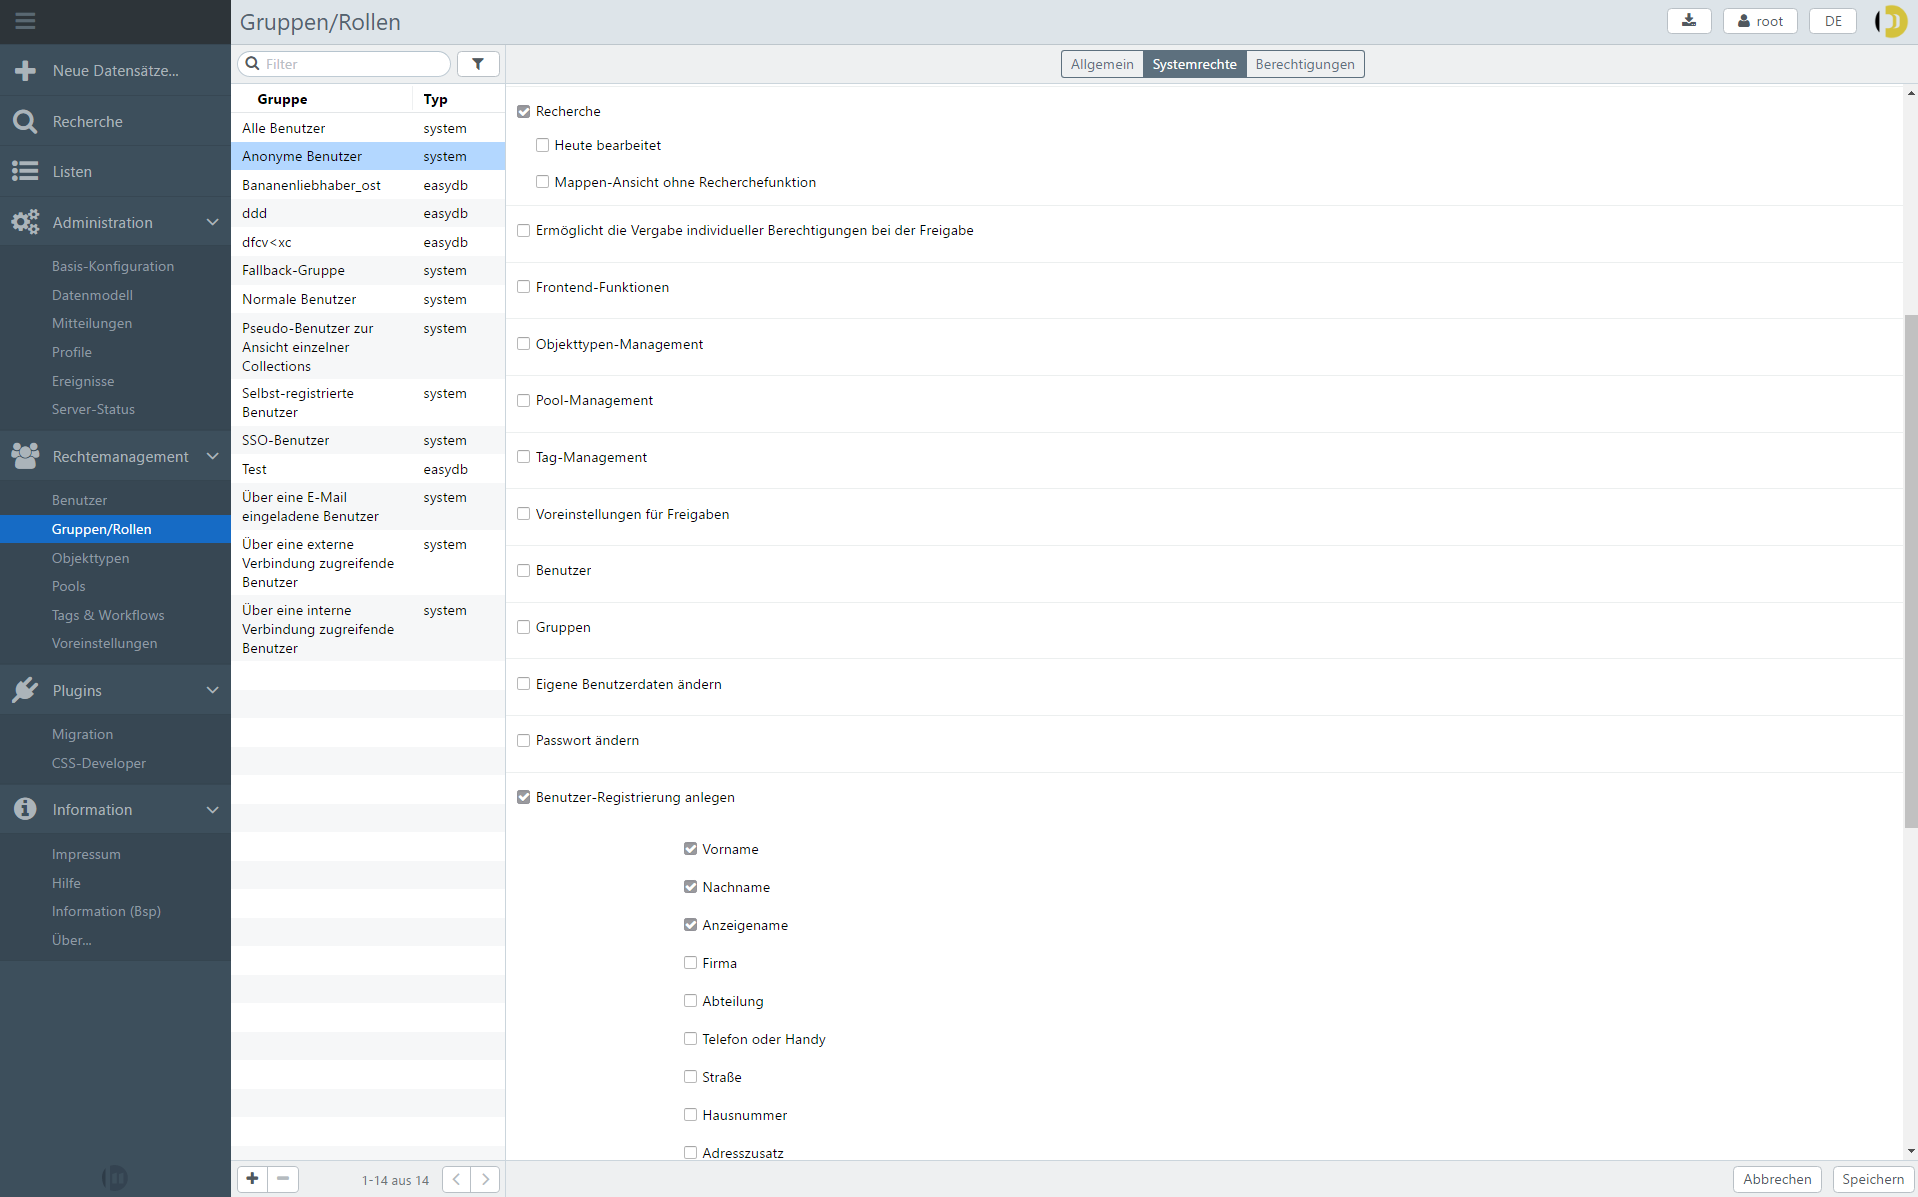 Gruppen/Rollen
root
DE
Neue Datensätze...
Recherche
Listen
Administration
Basis-Konfiguration
Datenmodell
Mitteilungen
Profile
Ereignisse
Server-Status
Rechtemanagement
Benutzer
Gruppen/Rollen
Objekttypen
Pools
Tags & Workflows
Voreinstellungen
Plugins
Migration
CSS-Developer
Information
Impressum
Hilfe
Information (Bsp)
Über...
Filter
Gruppe Typ
Alle Benutzer system
Anonyme Benutzer system
Bananenliebhaber_ost easydb
ddd easydb
dfcv<xc easydb
Fallback-Gruppe system
Normale Benutzer system
Pseudo-Benutzer zur system
Ansicht einzelner
Collections
Selbst-registrierte system
Benutzer
SSO-Benutzer system
Test easydb
Über eine E-Mail system
eingeladene Benutzer
Über eine externe system
Verbindung zugreifende
Benutzer
Über eine interne system
Verbindung zugreifende
Benutzer
1-14 aus 14
Allgemein Systemrechte Berechtigungen
Recherche
Heute bearbeitet
Mappen-Ansicht ohne Recherchefunktion
Ermöglicht die Vergabe individueller Berechtigungen bei der Freigabe
Frontend-Funktionen
Objekttypen-Management
Pool-Management
Tag-Management
Voreinstellungen für Freigaben
Benutzer
Gruppen
Eigene Benutzerdaten ändern
Passwort ändern
Benutzer-Registrierung anlegen
Vorname
Nachname
Anzeigename
Firma
Abteilung
Telefon oder Handy
Straße
Hausnummer
Adresszusatz
Abbrechen Speichern